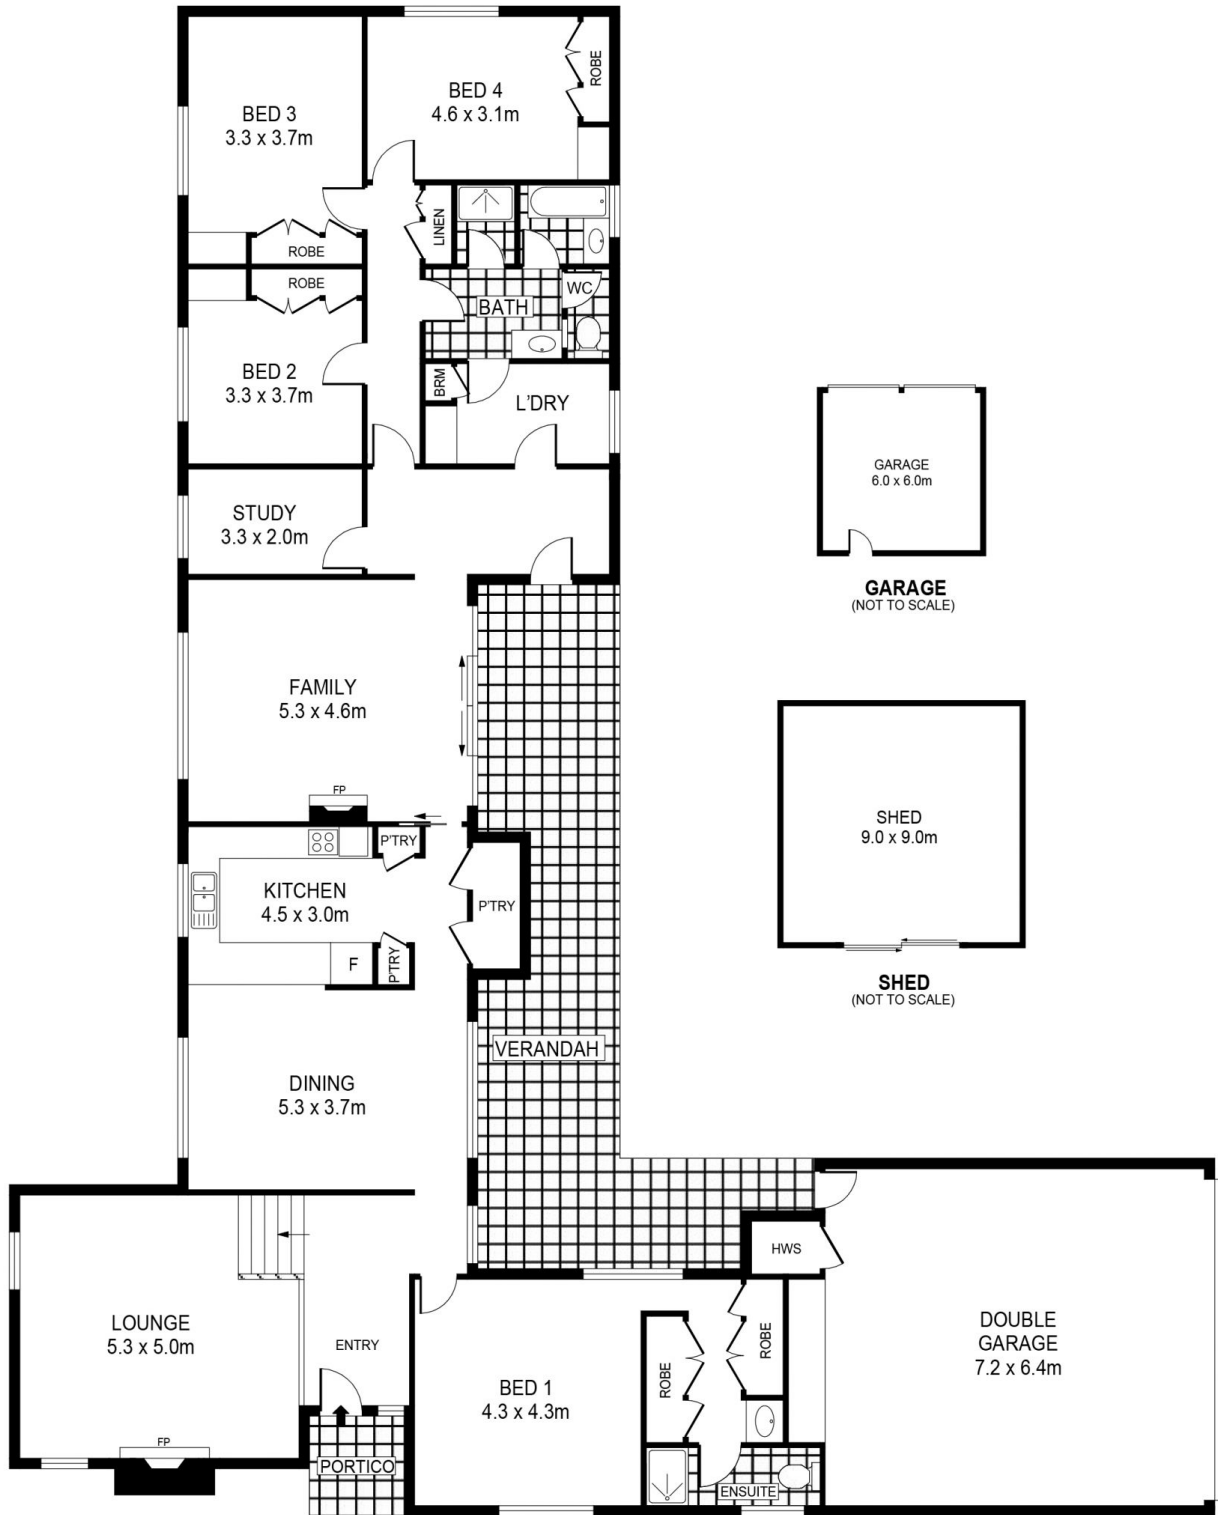 BED 3
3.3 x 3.7m
BED 4
4.6 x 3.1m
ROBE
ROBE
LINEN
ROBE
BATH
WC
BED 2
3.3 x 3.7m
BRM
L'DRY
STUDY
3.3 x 2.0m
GARAGE
6.0 x 6.0m
GARAGE
(NOT TO SCALE)
FAMILY
5.3 x 4.6m
FP
P'TRY
KITCHEN
4.5 x 3.0m
P'TRY
F
P'TRY
SHED
9.0 x 9.0m
SHED
(NOT TO SCALE)
VERANDAH
DINING
5.3 x 3.7m
HWS
LOUNGE
5.3 x 5.0m
ENTRY
FP
PORTICO
BED 1
4.3 x 4.3m
ROBE
ROBE
ENSUITE
DOUBLE
GARAGE
7.2 x 6.4m